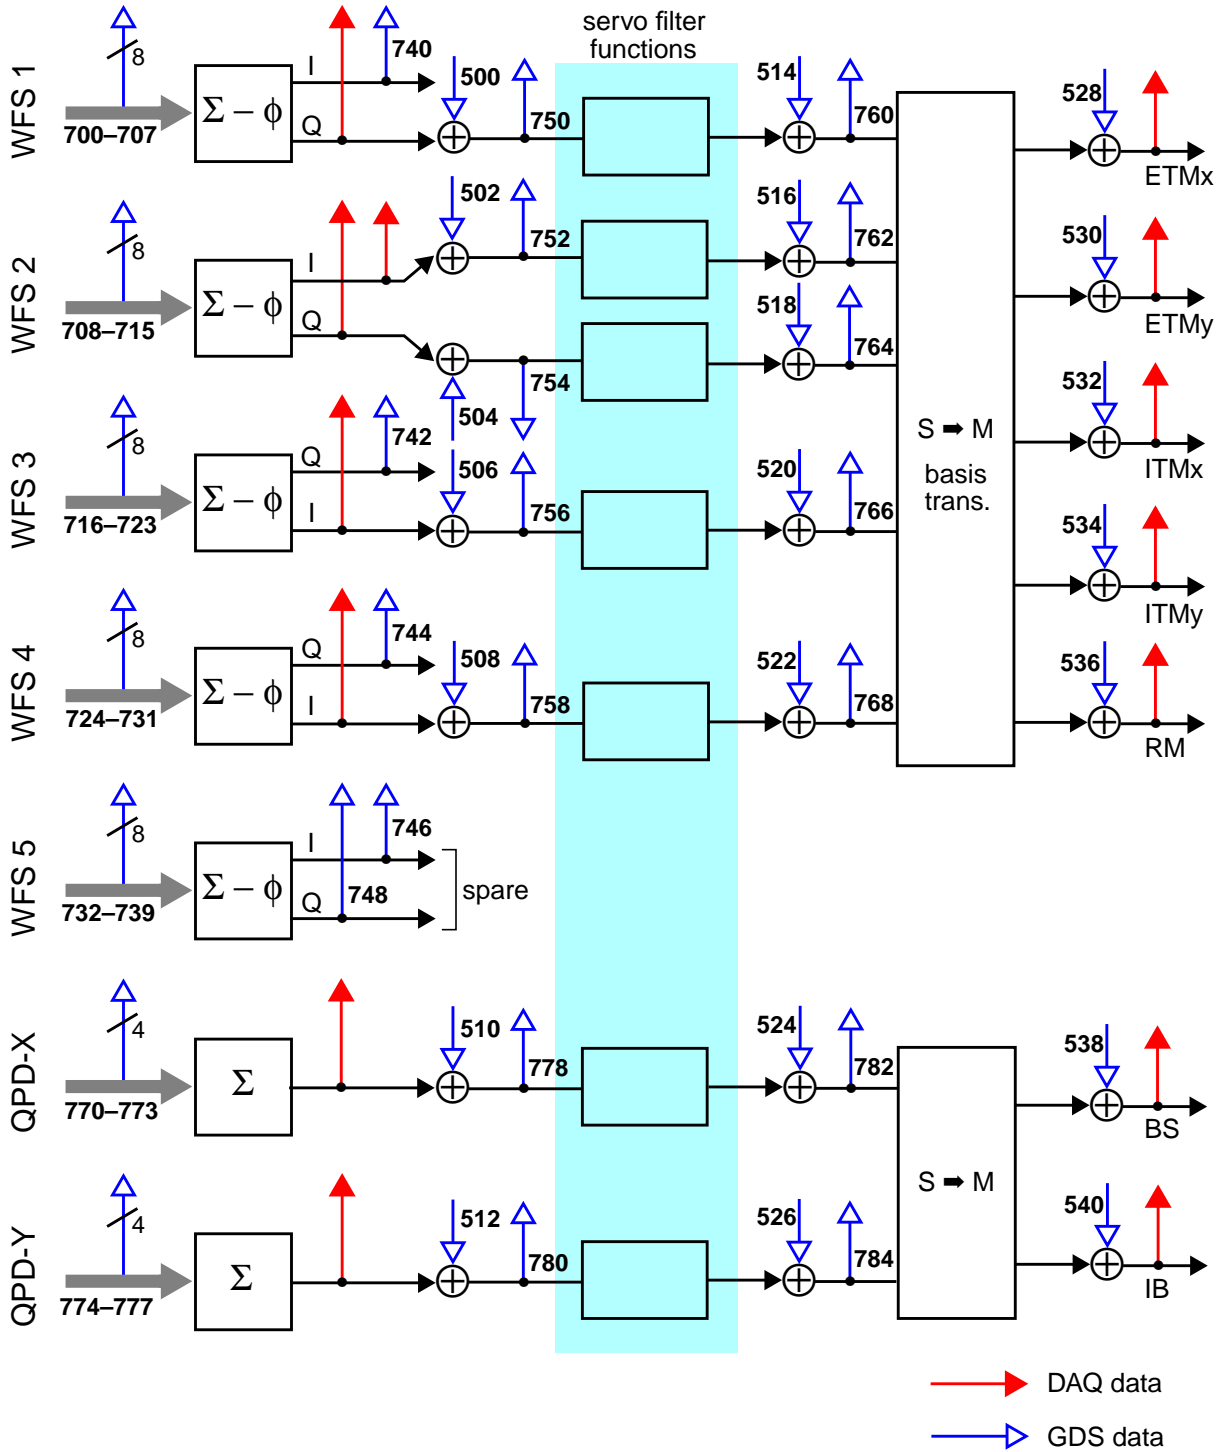 servo filter
functions
WFS 1
8
700–707
Σ – ϕ
I
Q
740
500
750
514
760
528
ETMx
WFS 2
8
708–715
Σ – ϕ
I
Q
502
752
504
754
516
762
518
764
530
ETMy
WFS 3
8
716–723
Σ – ϕ
Q
I
742
506
756
520
766
S ➡ M
basis
trans.
532
ITMx
534
ITMy
WFS 4
8
724–731
Σ – ϕ
Q
I
744
508
758
522
768
536
RM
WFS 5
8
732–739
Σ – ϕ
I
Q
746
748
spare
QPD-X
4
770–773
Σ
510
778
524
782
538
BS
S ➡ M
QPD-Y
4
774–777
Σ
512
780
526
784
540
IB
DAQ data
GDS data